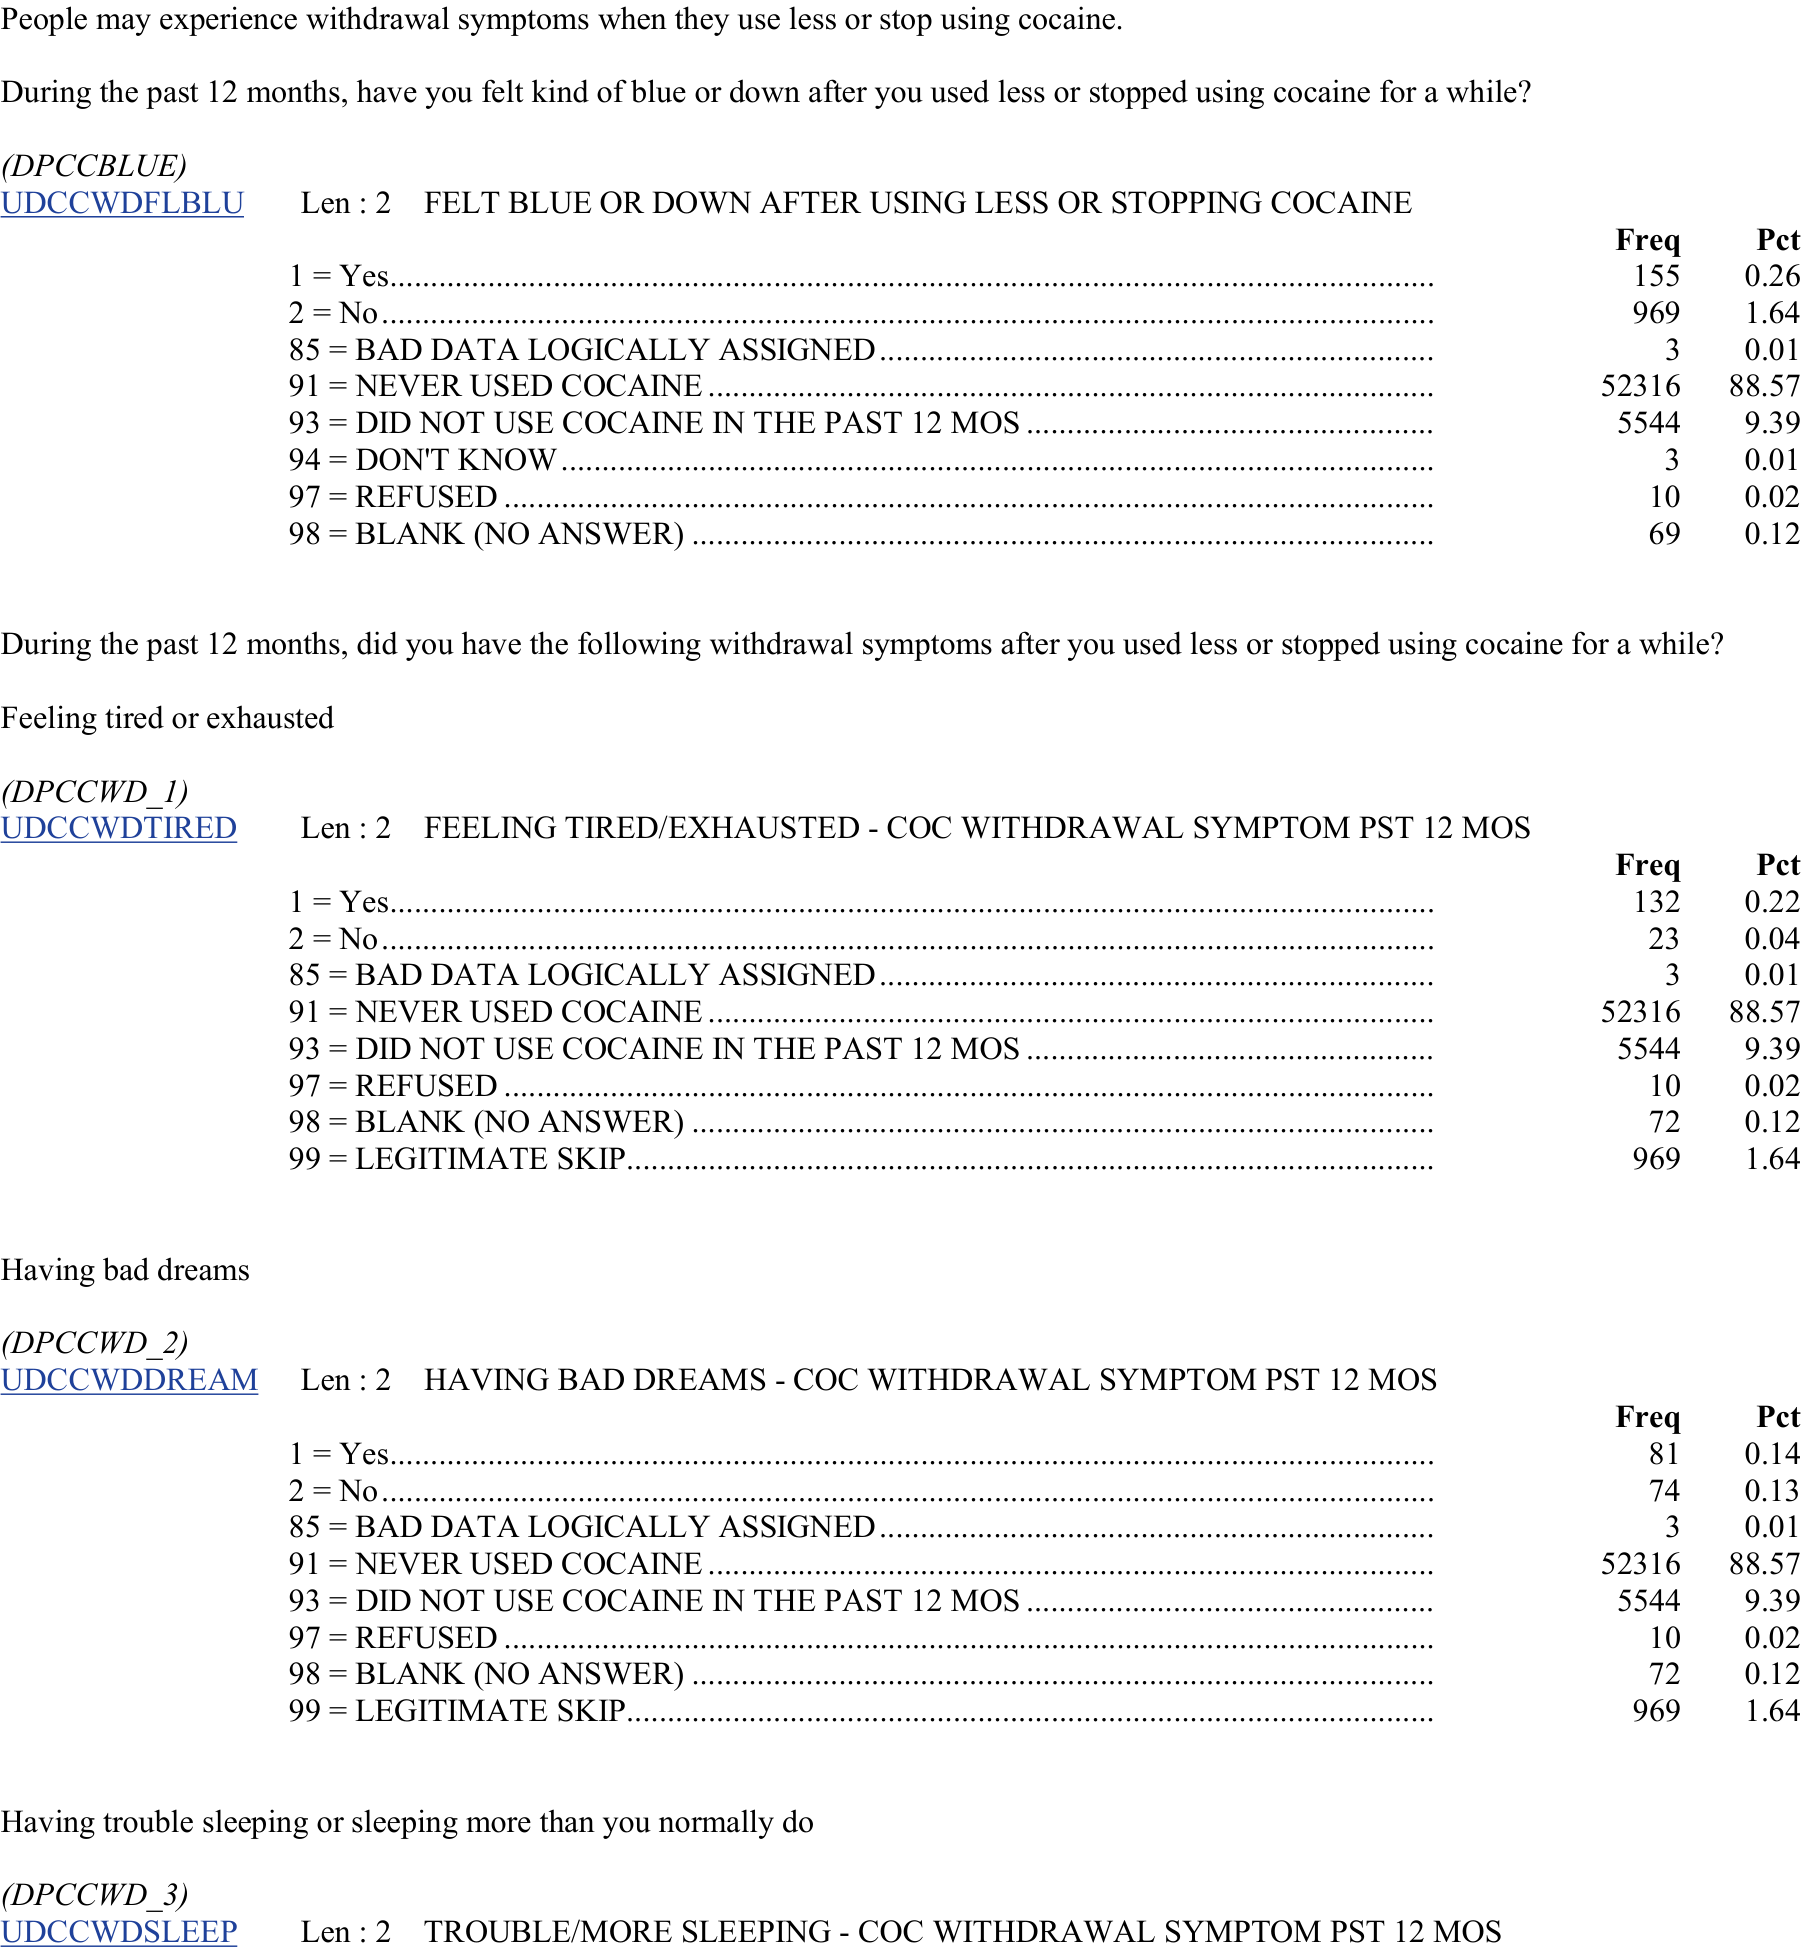 People may experience withdrawal symptoms when they use less or stop using cocaine.
During the past 12 months, have you felt kind of blue or down after you used less or stopped using cocaine for a while?
(DPCCBLUE)
UDCCWDFLBLU Len : 2 FELT BLUE OR DOWN AFTER USING LESS OR STOPPING COCAINE
Freq Pct
1 = Yes.................................................................................................................................. 155 0.26
2 = No................................................................................................................................... 969 1.64
85 = BAD DATA LOGICALLY ASSIGNED..................................................................... 3 0.01
91 = NEVER USED COCAINE.......................................................................................... 52316 88.57
93 = DID NOT USE COCAINE IN THE PAST 12 MOS.................................................. 5544 9.39
94 = DON'T KNOW............................................................................................................ 3 0.01
97 = REFUSED................................................................................................................... 10 0.02
98 = BLANK (NO ANSWER)............................................................................................ 69 0.12
During the past 12 months, did you have the following withdrawal symptoms after you used less or stopped using cocaine for a while?
Feeling tired or exhausted
(DPCCWD_1)
UDCCWDTIRED Len : 2 FEELING TIRED/EXHAUSTED - COC WITHDRAWAL SYMPTOM PST 12 MOS
Freq Pct
1 = Yes.................................................................................................................................. 132 0.22
2 = No................................................................................................................................... 23 0.04
85 = BAD DATA LOGICALLY ASSIGNED..................................................................... 3 0.01
91 = NEVER USED COCAINE.......................................................................................... 52316 88.57
93 = DID NOT USE COCAINE IN THE PAST 12 MOS.................................................. 5544 9.39
97 = REFUSED................................................................................................................... 10 0.02
98 = BLANK (NO ANSWER)............................................................................................ 72 0.12
99 = LEGITIMATE SKIP.................................................................................................... 969 1.64
Having bad dreams
(DPCCWD_2)
UDCCWDDREAM Len : 2 HAVING BAD DREAMS - COC WITHDRAWAL SYMPTOM PST 12 MOS
Freq Pct
1 = Yes.................................................................................................................................. 81 0.14
2 = No................................................................................................................................... 74 0.13
85 = BAD DATA LOGICALLY ASSIGNED..................................................................... 3 0.01
91 = NEVER USED COCAINE.......................................................................................... 52316 88.57
93 = DID NOT USE COCAINE IN THE PAST 12 MOS.................................................. 5544 9.39
97 = REFUSED................................................................................................................... 10 0.02
98 = BLANK (NO ANSWER)............................................................................................ 72 0.12
99 = LEGITIMATE SKIP.................................................................................................... 969 1.64
Having trouble sleeping or sleeping more than you normally do
(DPCCWD_3)
UDCCWDSLEEP Len : 2 TROUBLE/MORE SLEEPING - COC WITHDRAWAL SYMPTOM PST 12 MOS